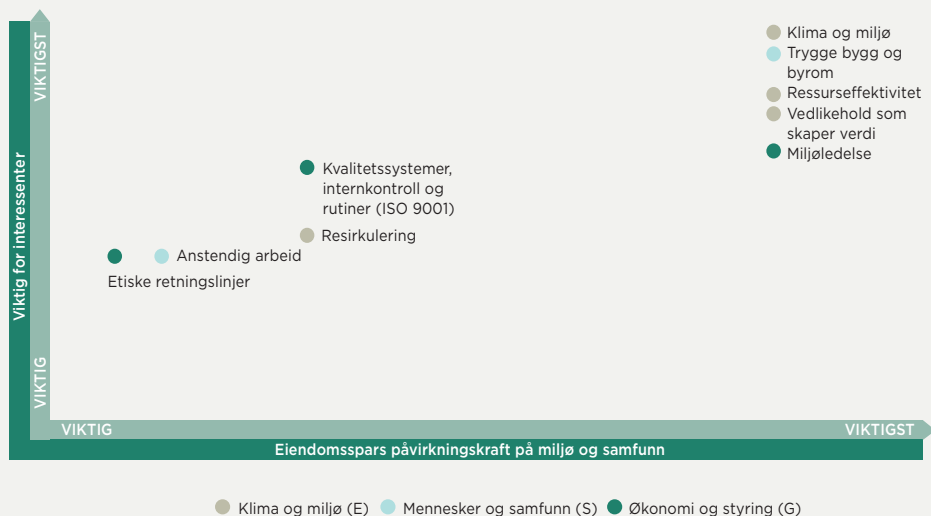 VIKTIGST
Viktig for interessenter
VIKTIG
Klima og miljø
Trygge bygg og
byrom
Ressurseffektivitet
Vedlikehold som
skaper verdi
Miljøledelse
Kvalitetssystemer,
internkontroll og
rutiner (ISO 9001)
Resirkulering
Anstendig arbeid
Etiske retningslinjer
VIKTIG
VIKTIGST
Eiendomsspars påvirkningskraft på miljø og samfunn
Klima og miljø (E)
Mennesker og samfunn (S)
Økonomi og styring (G)